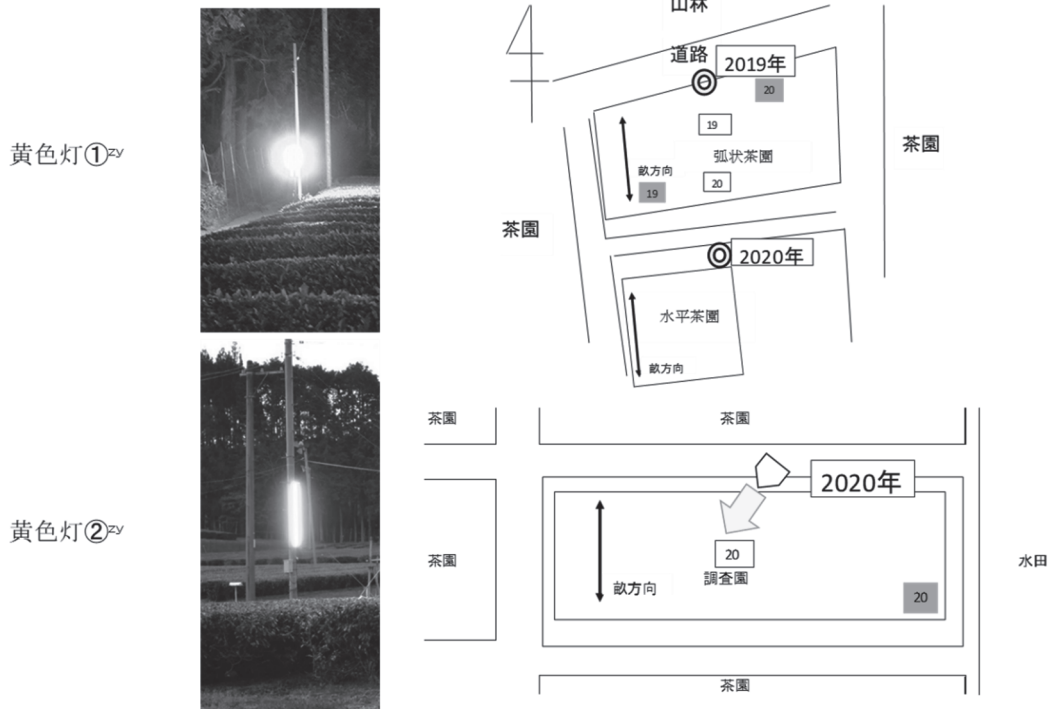 黄色灯①zy
山林
道路
2019年
20
19
弧状茶園
畝方向
19
20
茶園
茶園
2020年
水平茶園
畝方向
黄色灯②zy
茶園
茶園
2020年
茶園
20
調査園
畝方向
20
水田
茶園